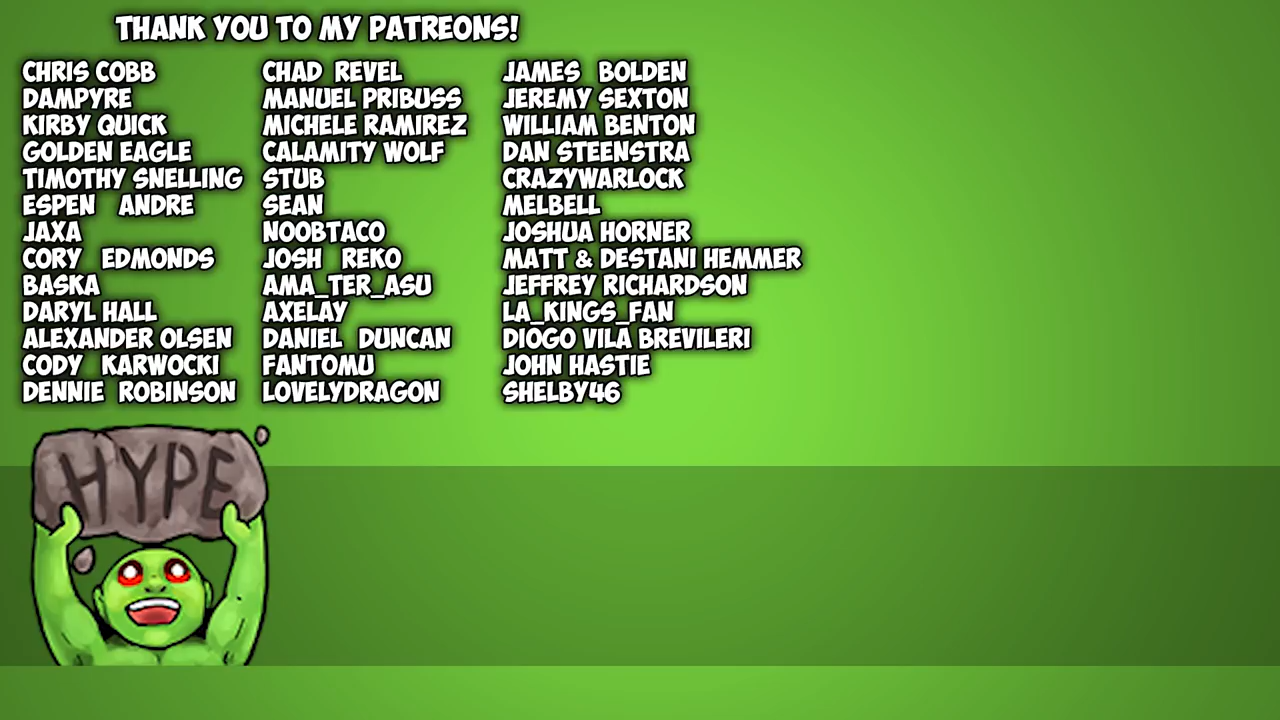 THANK YOU TO MY PATREONS!
CHRIS COBB
DAMPYRE
KIRBY QUICK
GOLDEN EAGLE
TIMOTHY SNELLING
ESPEN ANDRE
JAXA
CORY EDMONDS
BASKA
DARYL HALL
ALEXANDER OLSEN
CODY KARWOCKI
DENNIE ROBINSON
CHAD REVEL
MANUEL PRIBUSS
MICHELE RAMIREZ
CALAMITY WOLF
STUB
SEAN
NOOBTACO
JOSH REKO
AMA_TER_ASU
AXELAY
DANIEL DUNCAN
FANTOMU
LOVELYDRAGON
JAMES BOLDEN
JEREMY SEXTON
WILLIAM BENTON
DAN STEENSTRA
CRAZYWARLOCK
MELBELL
JOSHUA HORNER
MATT & DESTANI HEMMER
JEFFREY RICHARDSON
LA_KINGS_FAN
DIOGO VILA BREVILERI
JOHN HASTIE
SHELBY46
HYPE